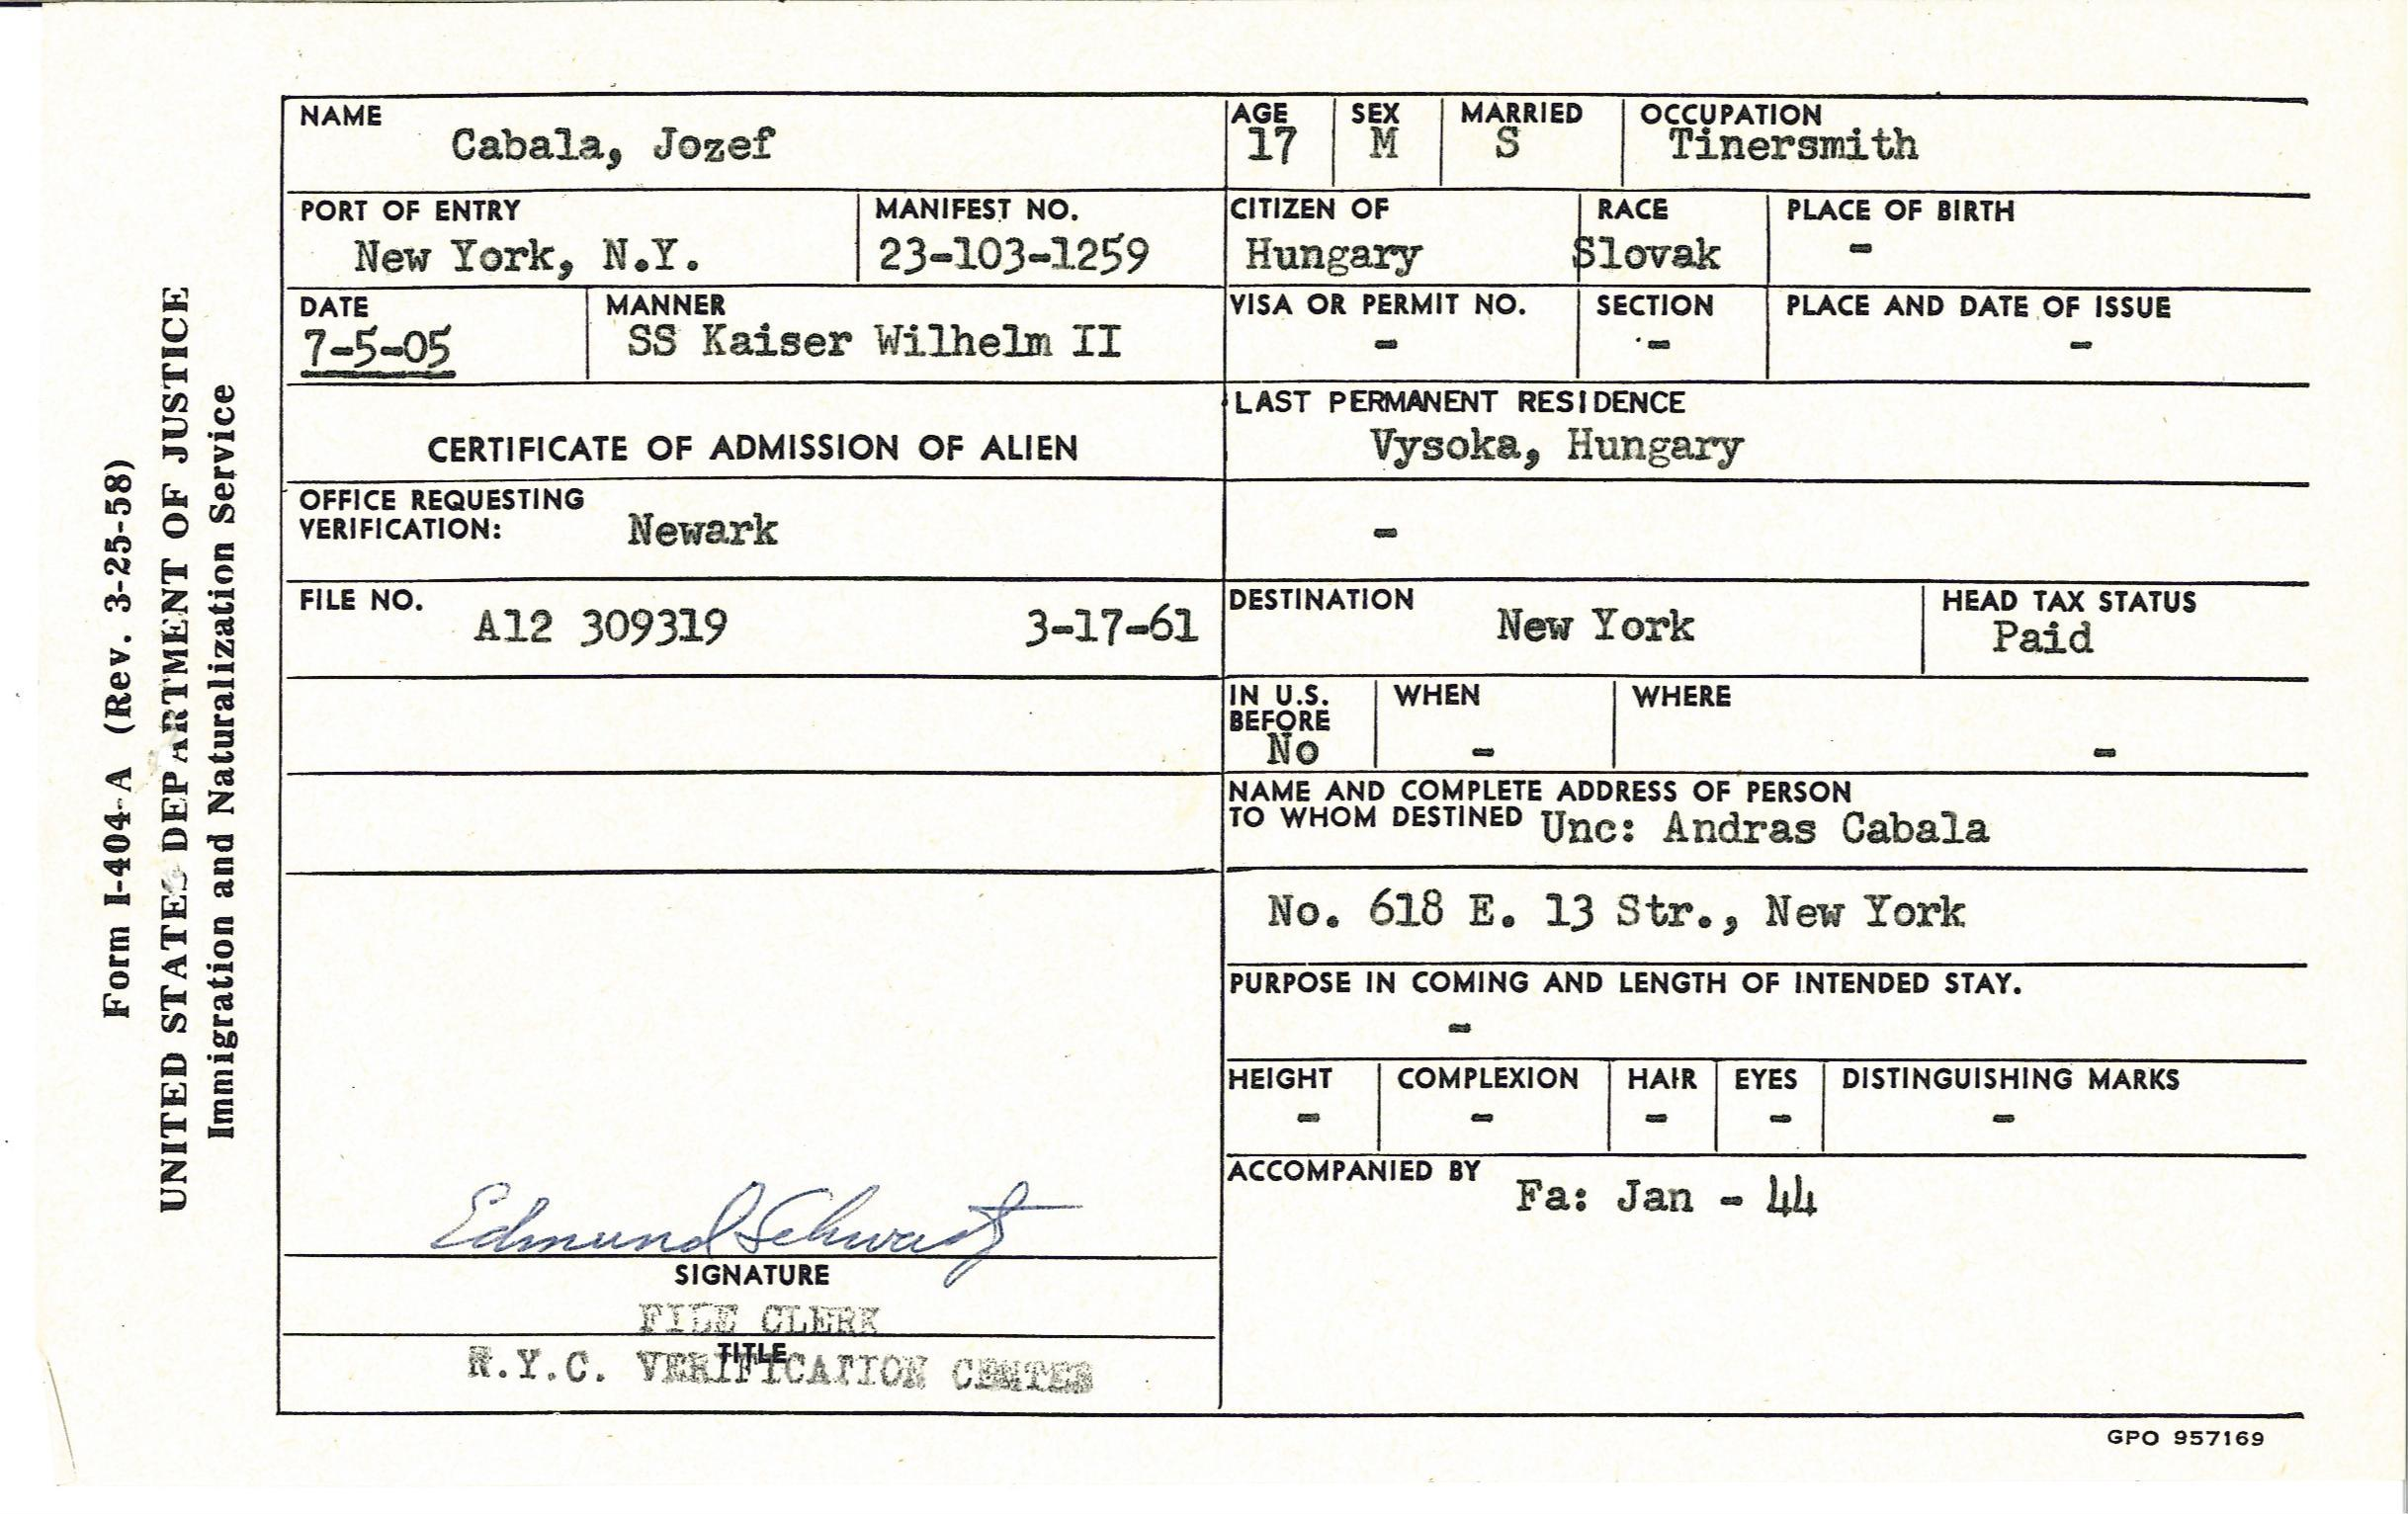 Form I-404-A (Rev. 3-25-58)
UNITED STATES DEPARTMENT OF JUSTICE
Immigration and Naturalization Service
NAME
Cabala, Jozef
PORT OF ENTRY
New York, N.Y.
MANIFEST NO.
23-103-1259
DATE
7-5-05
MANNER
SS Kaiser Wilhelm II
CERTIFICATE OF ADMISSION OF ALIEN
OFFICE REQUESTING
VERIFICATION: Newark
FILE NO.
A12 309319 3-17-61
Edmund Schwartz
SIGNATURE
FILE CLERK
TITLE
N.Y.C. VERIFICATION CENTER
AGE
17
SEX
M
MARRIED
S
OCCUPATION
Tinersmith
CITIZEN OF
Hungary
RACE
Slovak
PLACE OF BIRTH
-
VISA OR PERMIT NO.
-
SECTION
-
PLACE AND DATE OF ISSUE
-
LAST PERMANENT RESIDENCE
Vysoka, Hungary
-
DESTINATION
New York
HEAD TAX STATUS
Paid
IN U.S.
BEFORE
No
WHEN
-
WHERE
-
NAME AND COMPLETE ADDRESS OF PERSON
TO WHOM DESTINED Unc: Andras Cabala
No. 618 E. 13 Str., New York
PURPOSE IN COMING AND LENGTH OF INTENDED STAY.
-
HEIGHT
-
COMPLEXION
-
HAIR
-
EYES
-
DISTINGUISHING MARKS
-
ACCOMPANIED BY
Fa: Jan - 44
GPO 957169